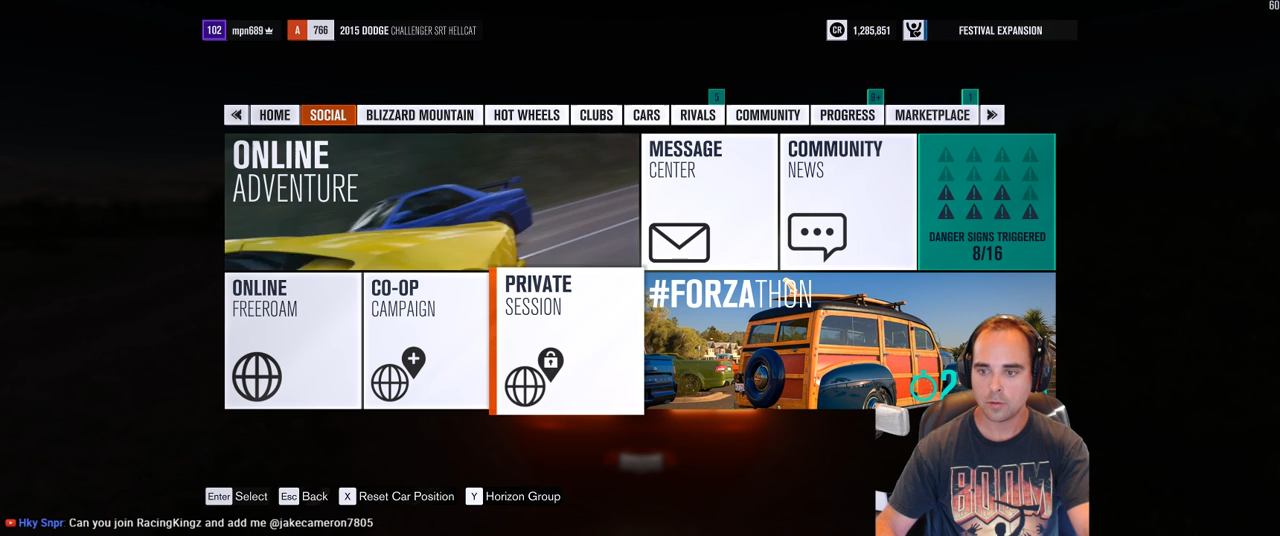 60
102 mpn689 A 766 2015 DODGE CHALLENGER SRT HELLCAT
CR 1,285,851 FESTIVAL EXPANSION
5 9+ 1
HOME SOCIAL BLIZZARD MOUNTAIN HOT WHEELS CLUBS CARS RIVALS COMMUNITY PROGRESS MARKETPLACE
ONLINE
ADVENTURE
MESSAGE
CENTER
COMMUNITY
NEWS
DANGER SIGNS TRIGGERED
8/16
ONLINE
FREEROAM
CO-OP
CAMPAIGN
PRIVATE
SESSION
#FORZATHON
BOOM
Enter Select Esc Back X Reset Car Position Y Horizon Group
Hky Snpr: Can you join RacingKingz and add me @jakecameron7805